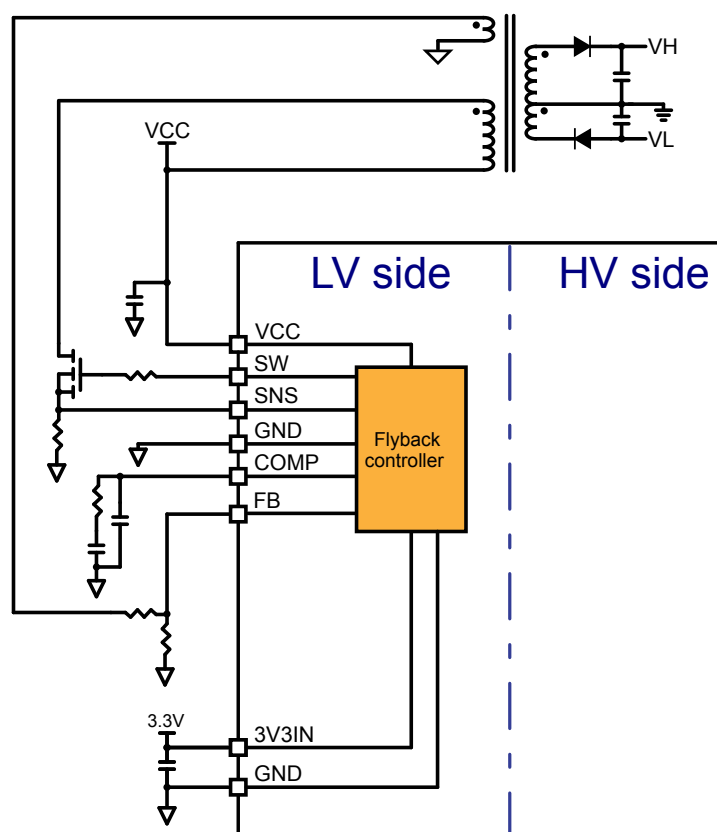 VH
VCC
VL
LV side
HV side
VCC
SW
SNS
GND
Flyback
controller
COMP
FB
3.3V
3V3IN
GND